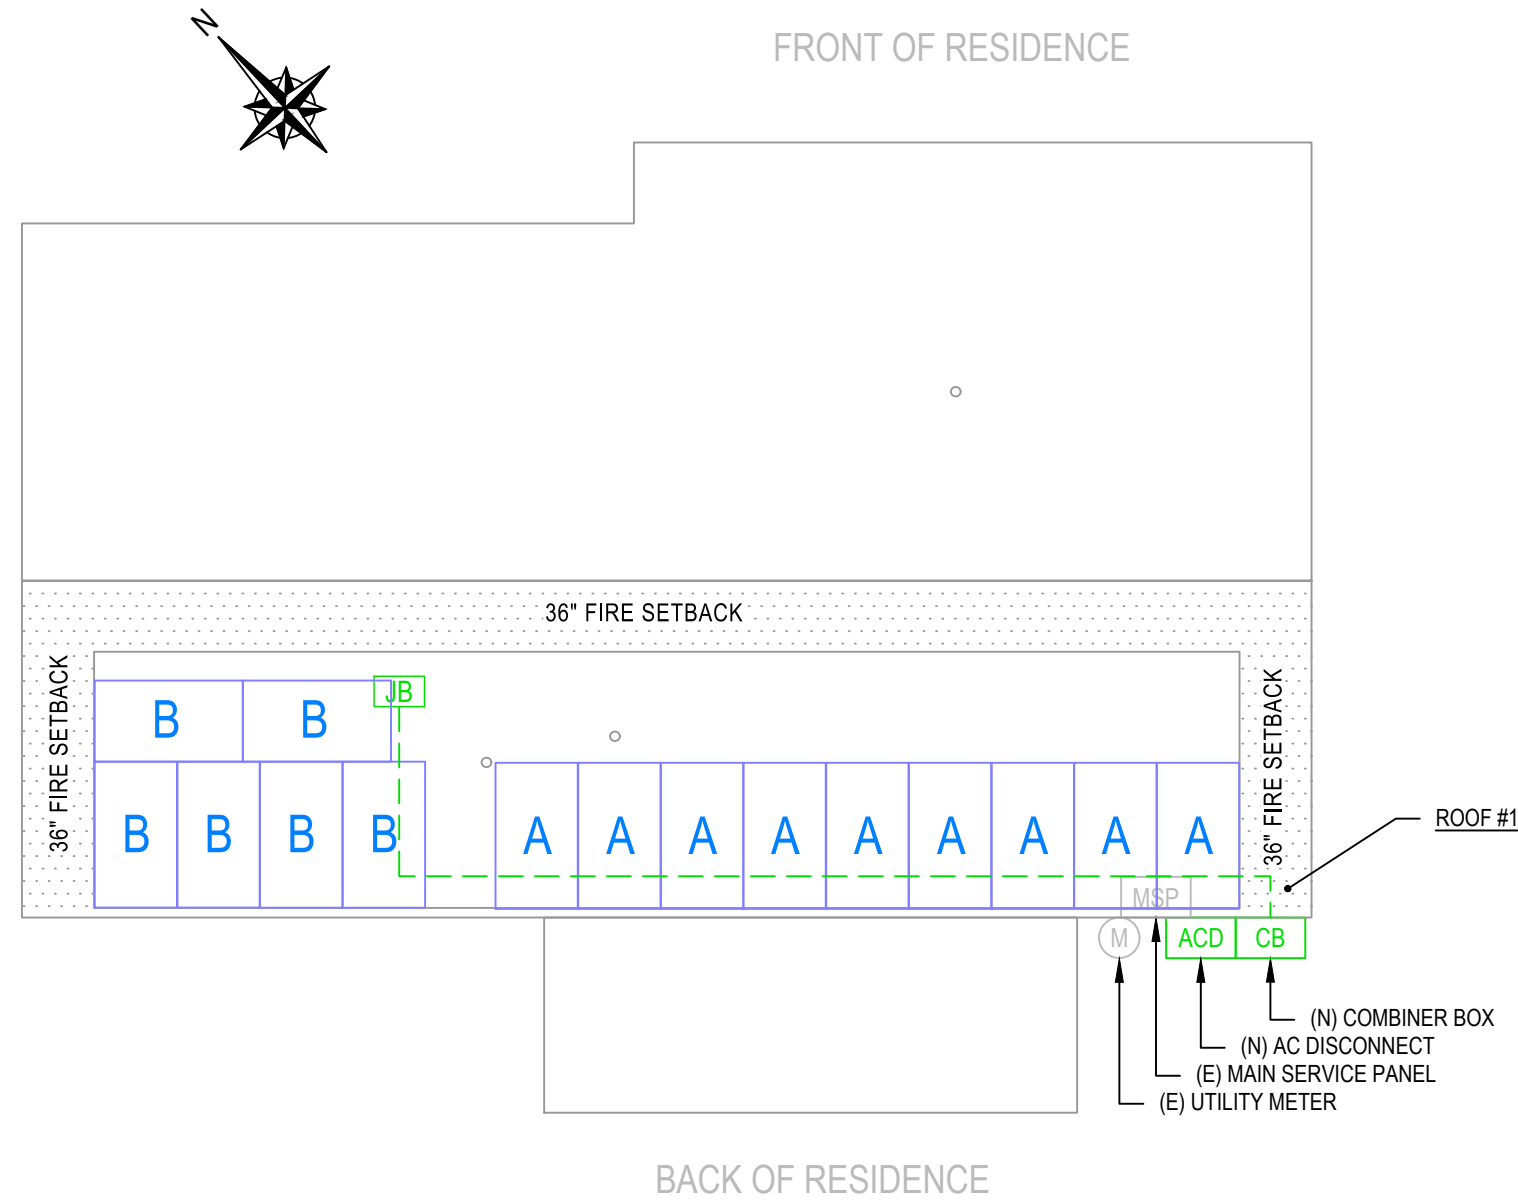 N
FRONT OF RESIDENCE
36" FIRE SETBACK
36" FIRE SETBACK
36" FIRE SETBACK
JB
B B
B B B B
A A A A A A A A A
ROOF #1
MSP
M
ACD
CB
(N) COMBINER BOX
(N) AC DISCONNECT
(E) MAIN SERVICE PANEL
(E) UTILITY METER
BACK OF RESIDENCE